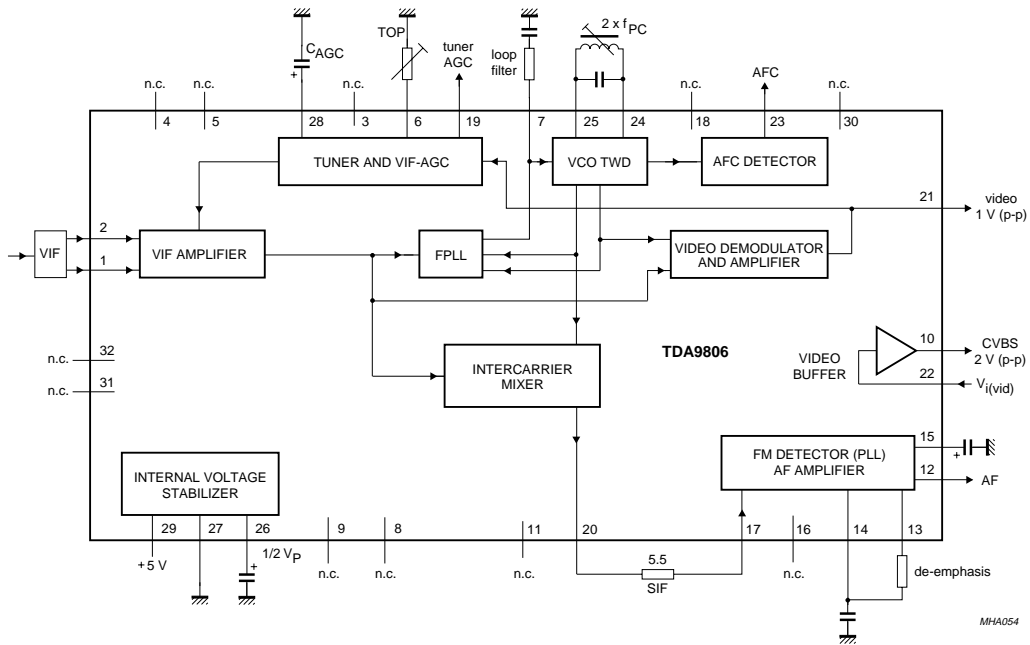 CAGC
TOP
tuner
AGC
loop
filter
2 x fPC
AFC
n.c.
n.c.
n.c.
n.c.
n.c.
4
5
28
3
6
19
7
25
24
18
23
30
+
TUNER AND VIF-AGC
VCO TWD
AFC DETECTOR
21
video
1 V (p-p)
VIF
2
1
VIF AMPLIFIER
FPLL
VIDEO DEMODULATOR
AND AMPLIFIER
n.c.
32
n.c.
31
INTERCARRIER
MIXER
TDA9806
VIDEO
BUFFER
10
CVBS
2 V (p-p)
22
Vi(vid)
INTERNAL VOLTAGE
STABILIZER
FM DETECTOR (PLL)
AF AMPLIFIER
15
+
12
AF
29
27
26
9
8
11
20
17
16
14
13
+ 5 V
1/2 VP
+
n.c.
n.c.
n.c.
5.5
SIF
n.c.
de-emphasis
MHA054